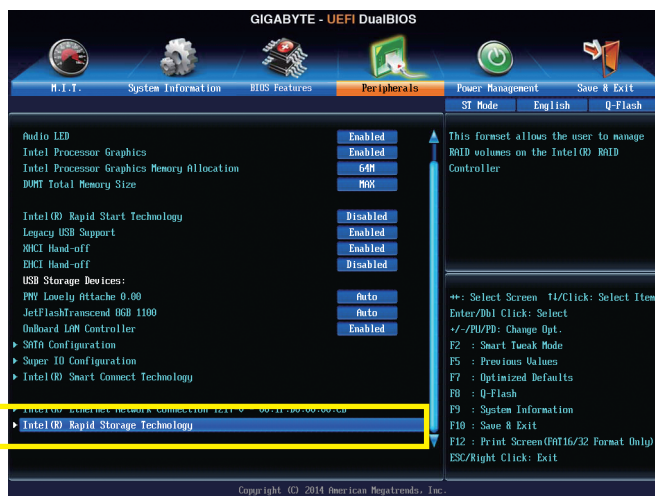 GIGABYTE - UEFI DualBIOS
M.I.T. System Information BIOS Features Peripherals Power Management Save & Exit
ST Mode English Q-Flash
Audio LED Enabled
Intel Processor Graphics Enabled
Intel Processor Graphics Memory Allocation 64M
DVMT Total Memory Size MAX
Intel(R) Rapid Start Technology Disabled
Legacy USB Support Enabled
XHCI Hand-off Enabled
EHCI Hand-off Disabled
USB Storage Devices:
PNY Lovely Attache 0.00 Auto
JetFlashTranscend 8GB 1100 Auto
OnBoard LAN Controller Enabled
SATA Configuration
Super IO Configuration
Intel(R) Smart Connect Technology
Intel(R) Ethernet Network Connection I217-V -
Intel(R) Rapid Storage Technology
This formset allows the user to manage
RAID volumes on the Intel(R) RAID
Controller
↔: Select Screen ↑↓/Click: Select Item
Enter/Dbl Click: Select
+/-/PU/PD: Change Opt.
F2 : Smart Tweak Mode
F5 : Previous Values
F7 : Optimized Defaults
F8 : Q-Flash
F9 : System Information
F10 : Save & Exit
F12 : Print Screen(FAT16/32 Format Only)
ESC/Right Click: Exit
Copyright (C) 2014 American Megatrends, Inc.